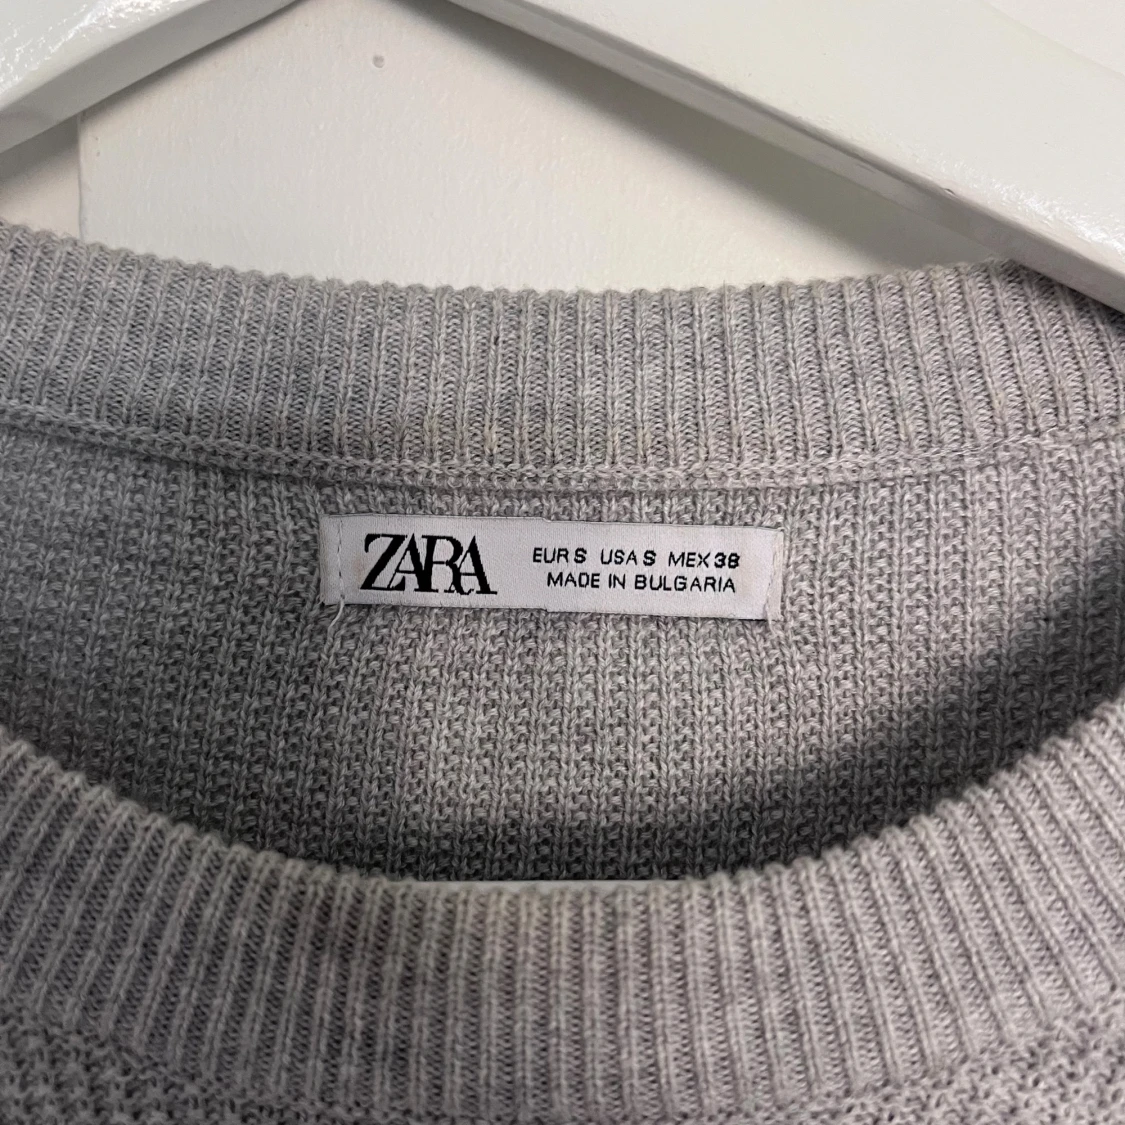 ZARA
EUR S USA S MEX 38
MADE IN BULGARIA